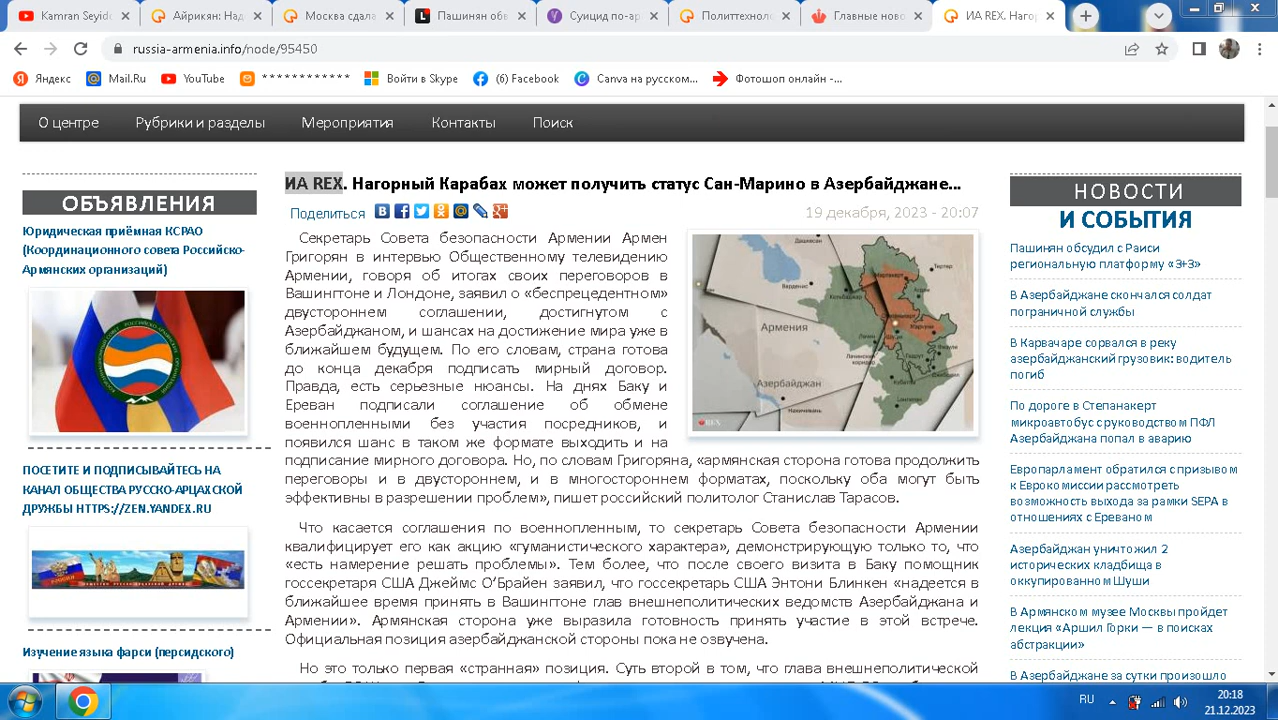 Kamran Seyid
Айрикян: Над
Москва сдала
Пашинян обв
Суицид по-ар
Политтехнол
Главные ново
ИА REX. Нагор
russia-armenia.info/node/95450
Яндекс
Mail.Ru
YouTube
* * * * * * * * * * * *
Войти в Skype
(6) Facebook
Canva на русском...
Фотошоп онлайн -...
О центре
Рубрики и разделы
Мероприятия
Контакты
Поиск
ОБЪЯВЛЕНИЯ
Юридическая приёмная КСРАО
(Координационного совета Российско-
Армянских организаций)
ПОСЕТИТЕ И ПОДПИСЫВАЙТЕСЬ НА
КАНАЛ ОБЩЕСТВА РУССКО-АРЦАХСКОЙ
ДРУЖБЫ HTTPS://ZEN.YANDEX.RU
Изучение языка фарси (персидского)
ИА REX. Нагорный Карабах может получить статус Сан-Марино в Азербайджане...
Поделиться
19 декабря, 2023 - 20:07
Секретарь Совета безопасности Армении Армен
Григорян в интервью Общественному телевидению
Армении, говоря об итогах своих переговоров в
Вашингтоне и Лондоне, заявил о «беспрецедентном»
двустороннем соглашении, достигнутом с
Азербайджаном, и шансах на достижение мира уже в
ближайшем будущем. По его словам, страна готова
до конца декабря подписать мирный договор.
Правда, есть серьезные нюансы. На днях Баку и
Ереван подписали соглашение об обмене
военнопленными без участия посредников, и
появился шанс в таком же формате выходить и на
подписание мирного договора. Но, по словам Григоряна, «армянская сторона готова продолжить
переговоры и в двустороннем, и в многостороннем форматах, поскольку оба могут быть
эффективны в разрешении проблем», пишет российский политолог Станислав Тарасов.
Армения
Азербайджан
REX
Что касается соглашения по военнопленным, то секретарь Совета безопасности Армении
квалифицирует его как акцию «гуманистического характера», демонстрирующую только то, что
«есть намерение решать проблемы». Тем более, что после своего визита в Баку помощник
госсекретаря США Джеймс О'Брайен заявил, что госсекретарь США Энтони Блинкен «надеется в
ближайшее время принять в Вашингтоне глав внешнеполитических ведомств Азербайджана и
Армении». Армянская сторона уже выразила готовность принять участие в этой встрече.
Официальная позиция азербайджанской стороны пока не озвучена.
Но это только первая «странная» позиция. Суть второй в том, что глава внешнеполитической
НОВОСТИ
И СОБЫТИЯ
Пашинян обсудил с Раиси
региональную платформу «3+3»
В Азербайджане скончался солдат
пограничной службы
В Карвачаре сорвался в реку
азербайджанский грузовик: водитель
погиб
По дороге в Степанакерт
микроавтобус с руководством ПФЛ
Азербайджана попал в аварию
Европарламент обратился с призывом
к Еврокомиссии рассмотреть
возможность выхода за рамки SEPA в
отношениях с Ереваном
Азербайджан уничтожил 2
исторических кладбища в
оккупированном Шуши
В Армянском музее Москвы пройдет
лекция «Аршил Горки — в поисках
абстракции»
В Азербайджане за сутки произошло
RU
20:18
21.12.2023